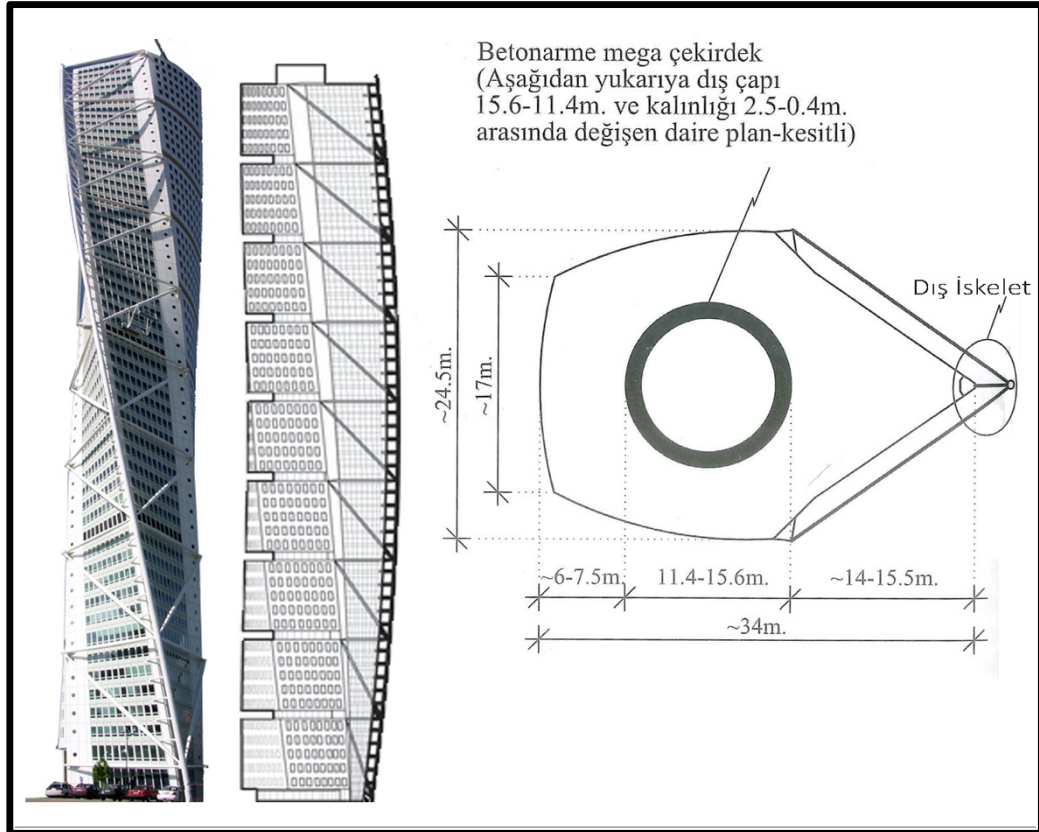 Betonarme mega çekirdek
(Aşağıdan yukarıya dış çapı
15.6-11.4m. ve kalınlığı 2.5-0.4m.
arasında değişen daire plan-kesitli)
Dış İskelet
~24.5m.
~17m.
~6-7.5m.
11.4-15.6m.
~14-15.5m.
~34m.